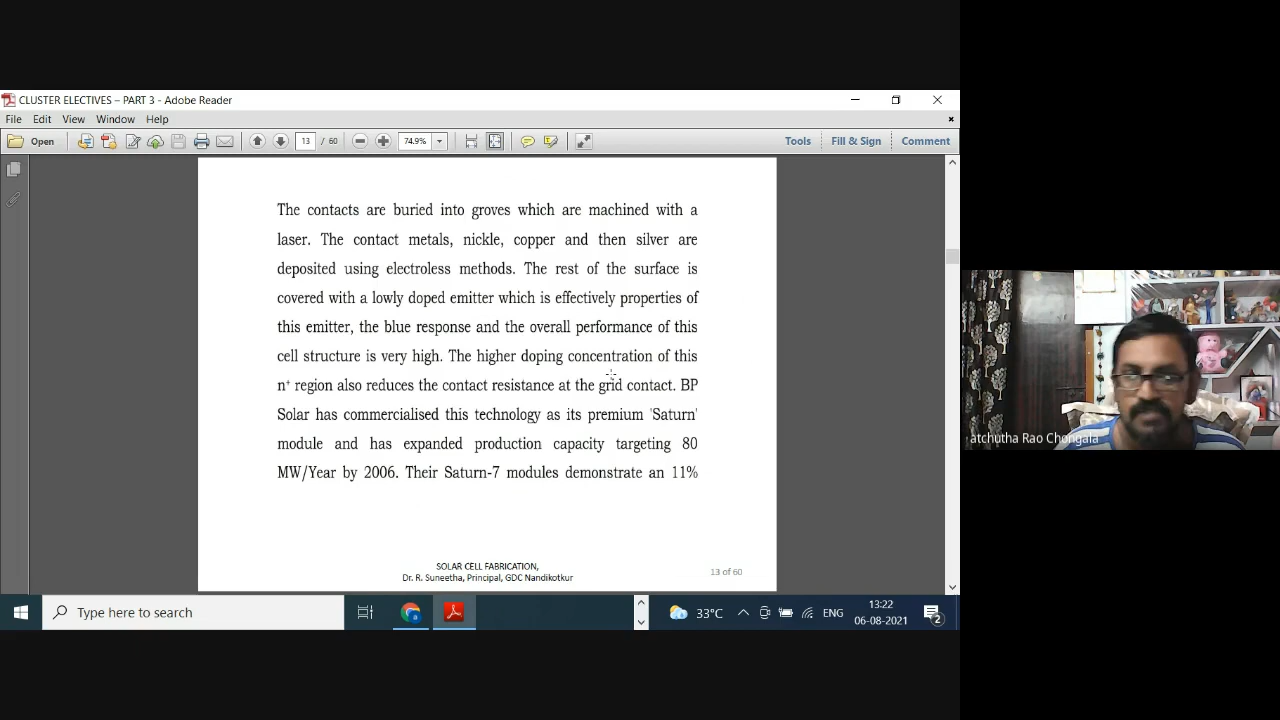 CLUSTER ELECTIVES – PART 3 - Adobe Reader
File Edit View Window Help
Open 13 / 60 74.9% Tools Fill & Sign Comment
The contacts are buried into groves which are machined with a
laser. The contact metals, nickle, copper and then silver are
deposited using electroless methods. The rest of the surface is
covered with a lowly doped emitter which is effectively properties of
this emitter, the blue response and the overall performance of this
cell structure is very high. The higher doping concentration of this
n⁺ region also reduces the contact resistance at the grid contact. BP
Solar has commercialised this technology as its premium 'Saturn'
module and has expanded production capacity targeting 80
MW/Year by 2006. Their Saturn-7 modules demonstrate an 11%
SOLAR CELL FABRICATION,
Dr. R. Suneetha, Principal, GDC Nandikotkur
13 of 60
atchutha Rao Chongala
Type here to search
33°C
ENG
13:22
06-08-2021
2